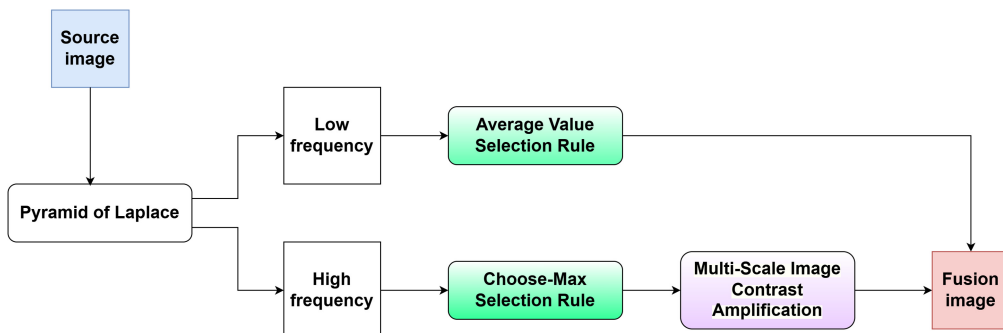 Source
image
Low
frequency
Average Value
Selection Rule
Pyramid of Laplace
High
frequency
Choose-Max
Selection Rule
Multi-Scale Image
Contrast
Amplification
Fusion
image